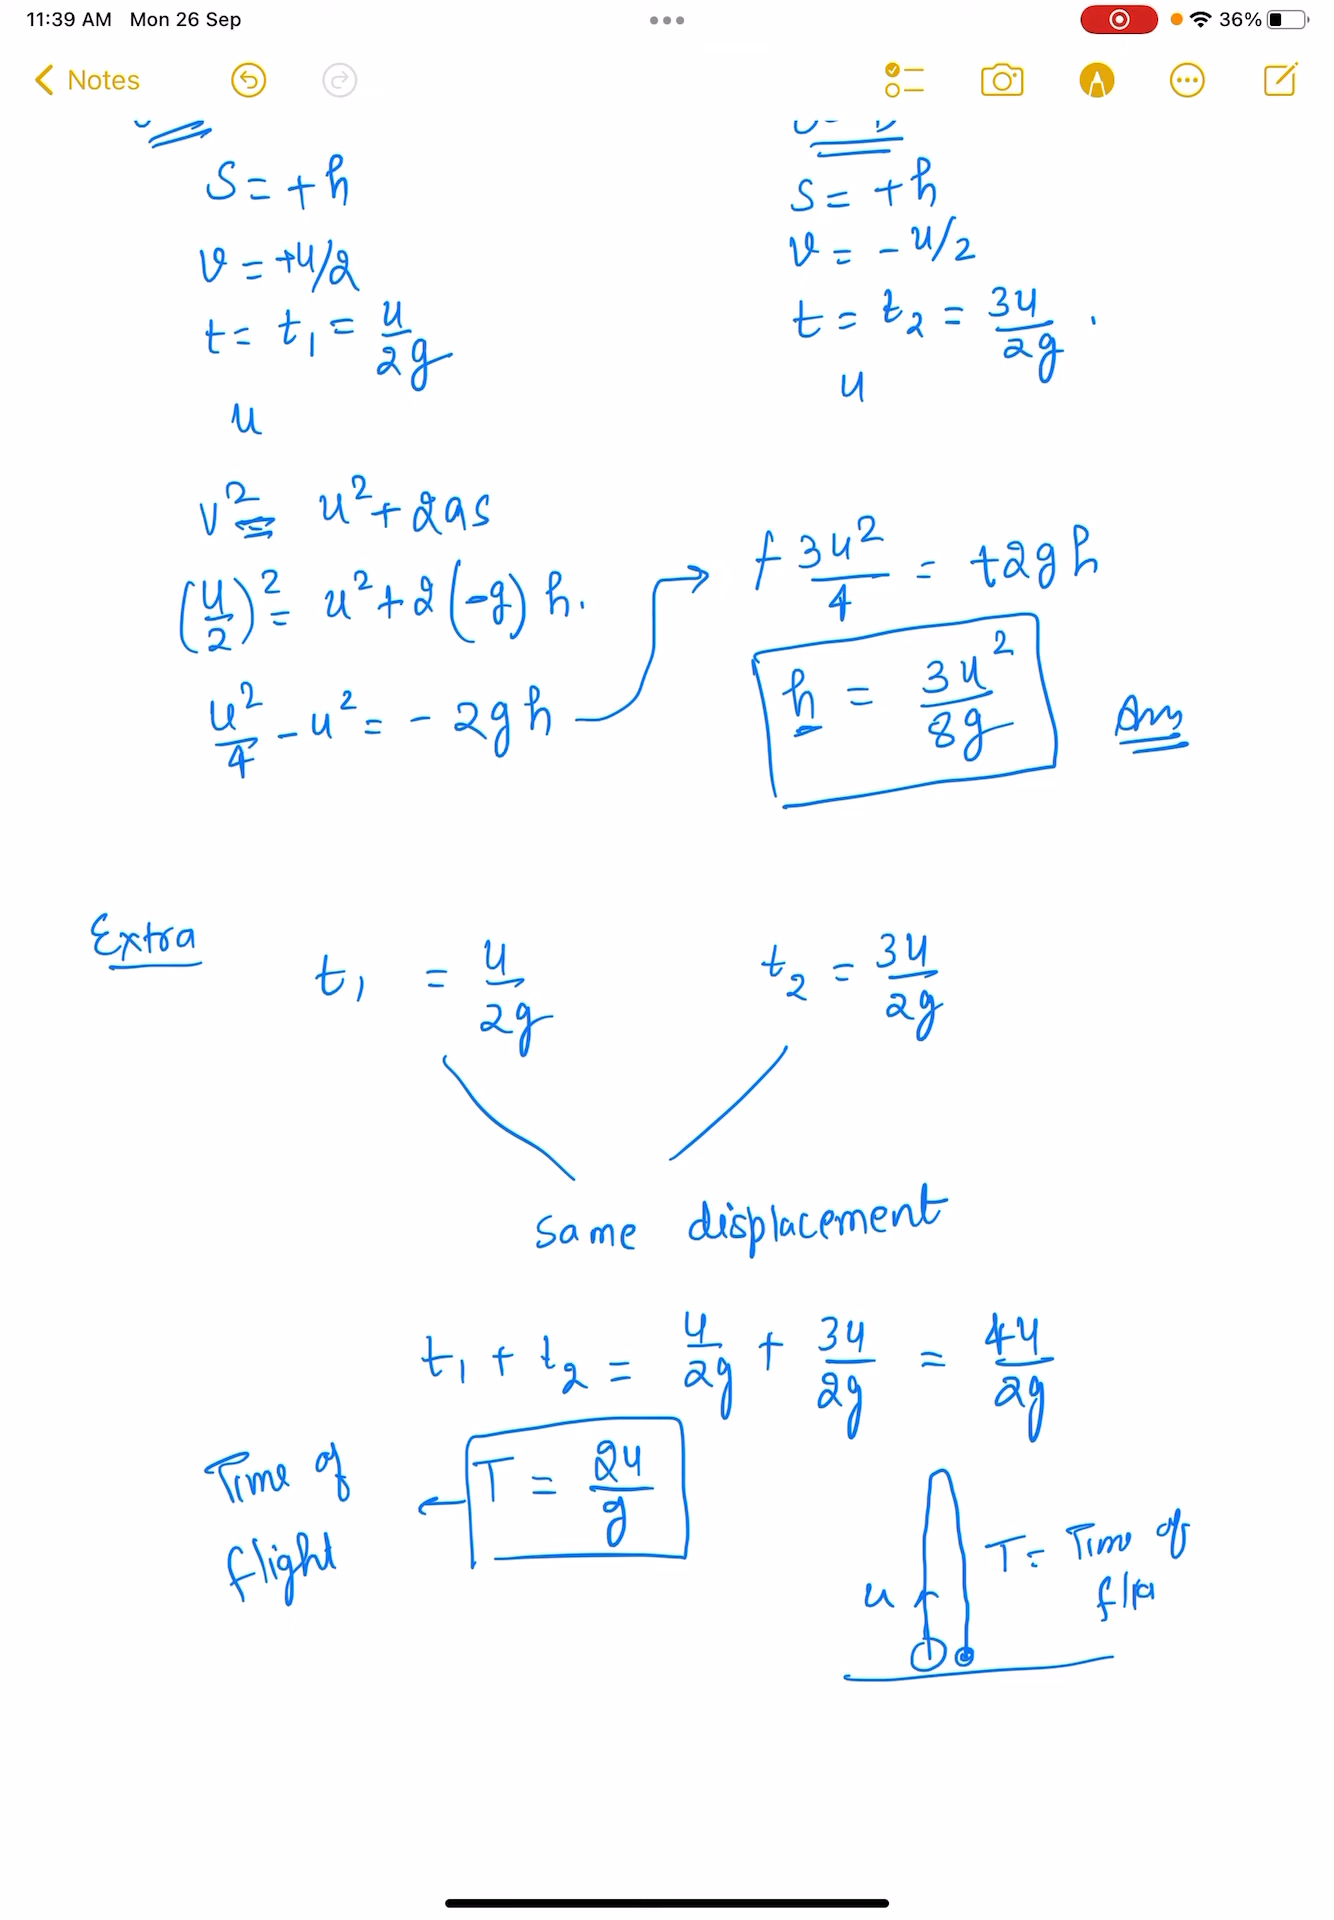 11:39 AM Mon 26 Sep
36%
Notes
S = +h
v = +u/2
t = t₁ = u/2g
u
S = +h
v = -u/2
t = t₂ = 3u/2g .
u
v² = u² + 2as
(u/2)² = u² + 2(-g) h.
u²/4 - u² = - 2gh
+ 3u²/4 = +2gh
h = 3u²/8g
Ans
Extra
t₁ = u/2g
t₂ = 3u/2g
Same displacement
t₁ + t₂ = u/2g + 3u/2g = 4u/2g
Time of
flight
T = 2u/g
u
T = Time of